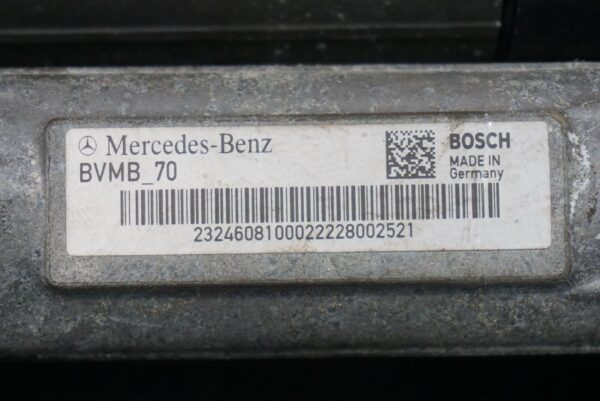 Mercedes-Benz
BVMB_70
BOSCH
MADE IN
Germany
2324608100022228002521